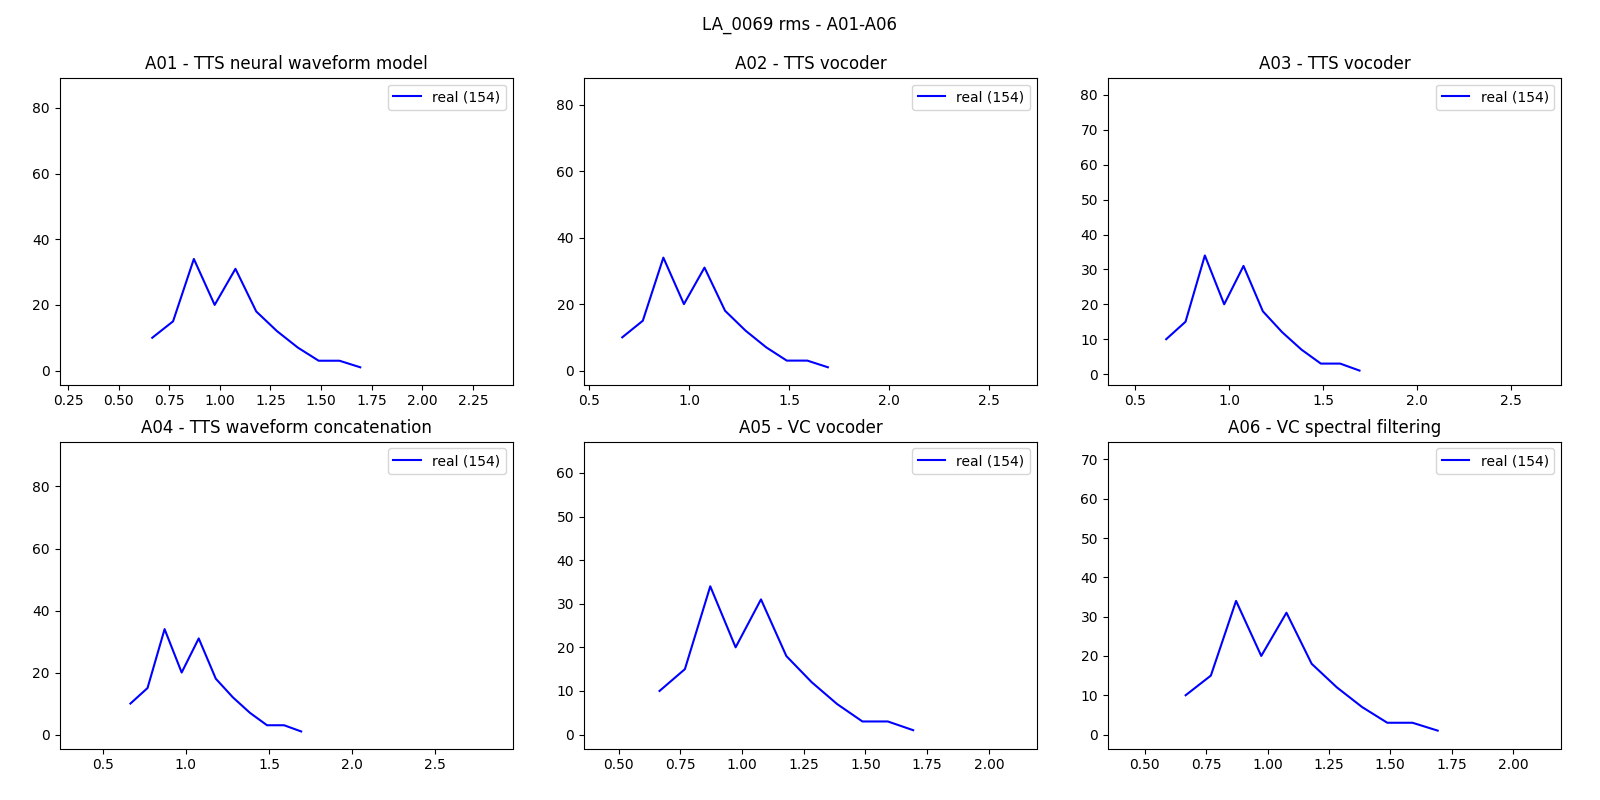 LA_0069 rms - A01-A06
A01 - TTS neural waveform model
real (154)
80
60
40
20
0
0.25 0.50 0.75 1.00 1.25 1.50 1.75 2.00 2.25
A02 - TTS vocoder
real (154)
80
60
40
20
0
0.5 1.0 1.5 2.0 2.5
A03 - TTS vocoder
real (154)
80
70
60
50
40
30
20
10
0
0.5 1.0 1.5 2.0 2.5
A04 - TTS waveform concatenation
real (154)
80
60
40
20
0
0.5 1.0 1.5 2.0 2.5
A05 - VC vocoder
real (154)
60
50
40
30
20
10
0
0.50 0.75 1.00 1.25 1.50 1.75 2.00
A06 - VC spectral filtering
real (154)
70
60
50
40
30
20
10
0
0.50 0.75 1.00 1.25 1.50 1.75 2.00